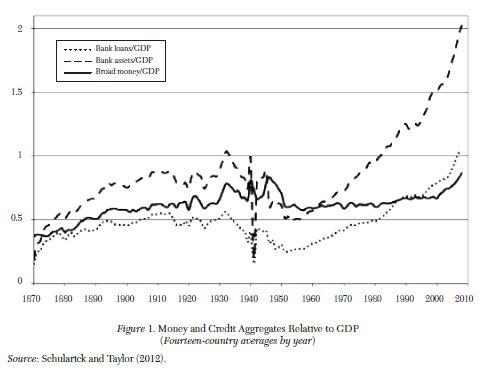 2
Bank loans/GDP
Bank assets/GDP
Broad money/GDP
1.5
1
0.5
0
1870 1880 1890 1900 1910 1920 1930 1940 1950 1960 1970 1980 1990 2000 2010
Figure 1. Money and Credit Aggregates Relative to GDP
(Fourteen-country averages by year)
Source: Schularick and Taylor (2012).